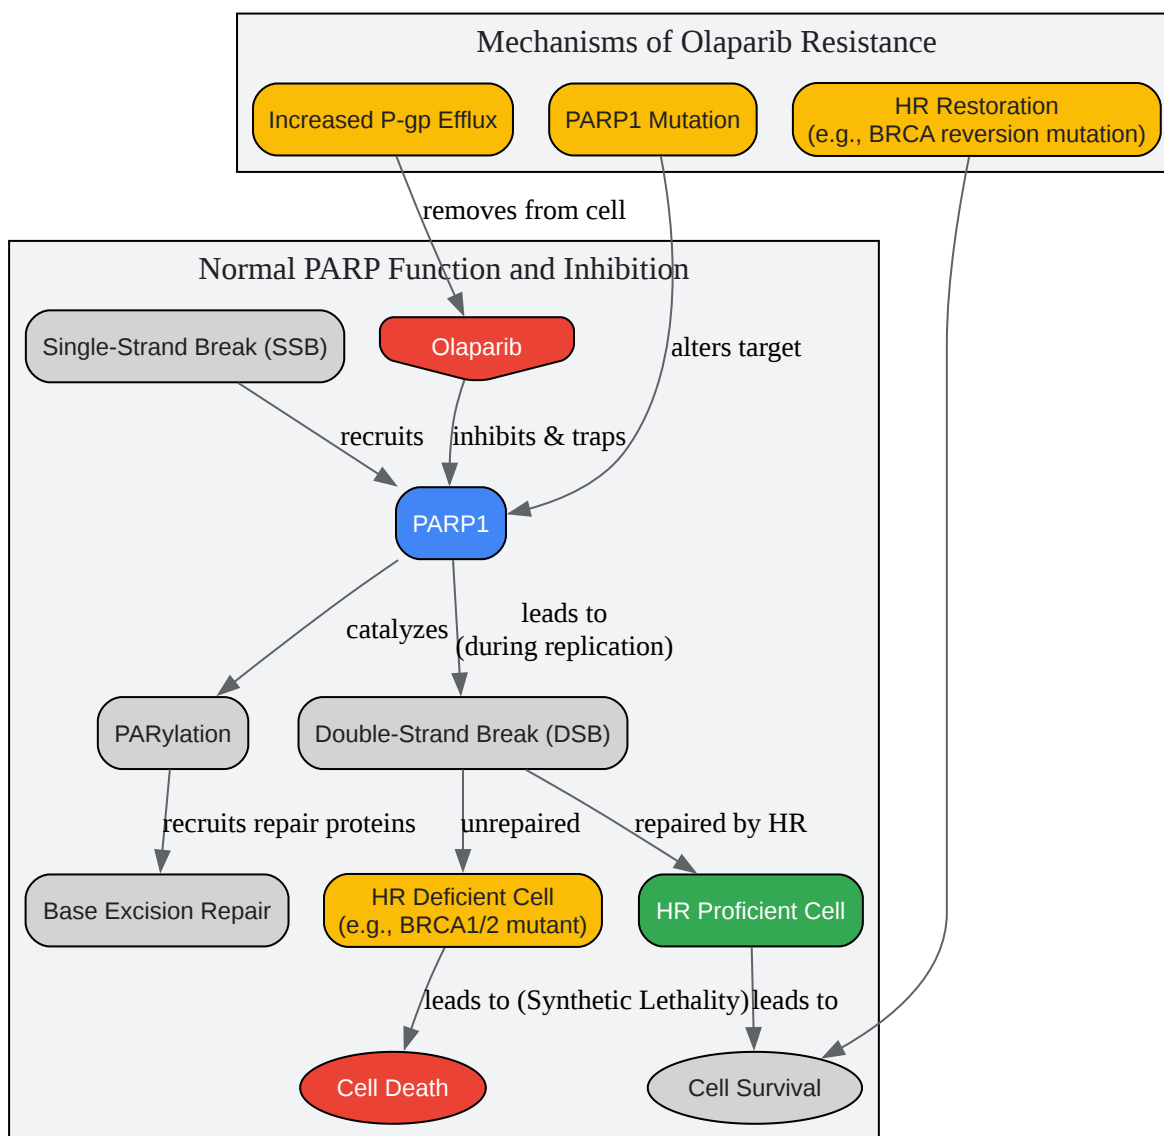 Mechanisms of Olaparib Resistance
Increased P-gp Efflux
PARP1 Mutation
HR Restoration
(e.g., BRCA reversion mutation)
removes from cell
Normal PARP Function and Inhibition
Single-Strand Break (SSB)
Olaparib
alters target
recruits
inhibits & traps
PARP1
catalyzes
leads to
(during replication)
PARylation
Double-Strand Break (DSB)
recruits repair proteins
unrepaired
repaired by HR
Base Excision Repair
HR Deficient Cell
(e.g., BRCA1/2 mutant)
HR Proficient Cell
leads to (Synthetic Lethality)
leads to
Cell Death
Cell Survival